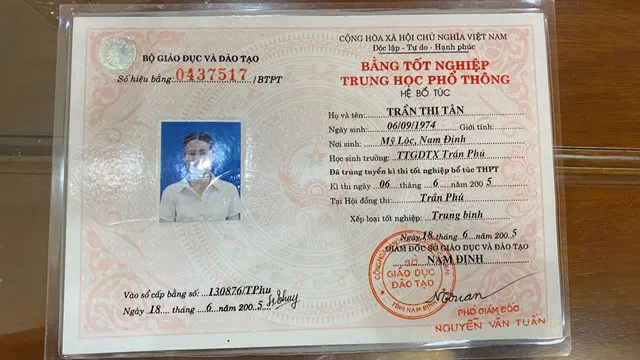 CỘNG HÒA XÃ HỘI CHỦ NGHĨA VIỆT NAM
Độc lập - Tự do - Hạnh phúc
BỘ GIÁO DỤC VÀ ĐÀO TẠO
Số hiệu bằng: 0437517 /BTPT
BẰNG TỐT NGHIỆP
TRUNG HỌC PHỔ THÔNG
HỆ BỔ TÚC
Họ và tên: TRẦN THỊ TÂN
Ngày sinh: 06/09/1974 Giới tính:
Nơi sinh: Mỹ Lộc, Nam Định
Học sinh trường: TTGDTX Trần Phú
Đã trúng tuyển kì thi tốt nghiệp bổ túc THPT
Kì thi ngày 06 tháng 6 năm 2005
Tại Hội đồng thi: Trần Phú
Xếp loại tốt nghiệp: Trung bình
Ngày 18 tháng 6 năm 2005
GIÁM ĐỐC SỞ GIÁO DỤC VÀ ĐÀO TẠO
NAM ĐỊNH
SỞ
GIÁO DỤC
ĐÀO TẠO
TỈNH NAM ĐỊNH
PHÓ GIÁM ĐỐC
NGUYỄN VĂN TUẤN
Vào sổ cấp bằng số: 130876/TPhu
Ngày 18 tháng 6 năm 2005